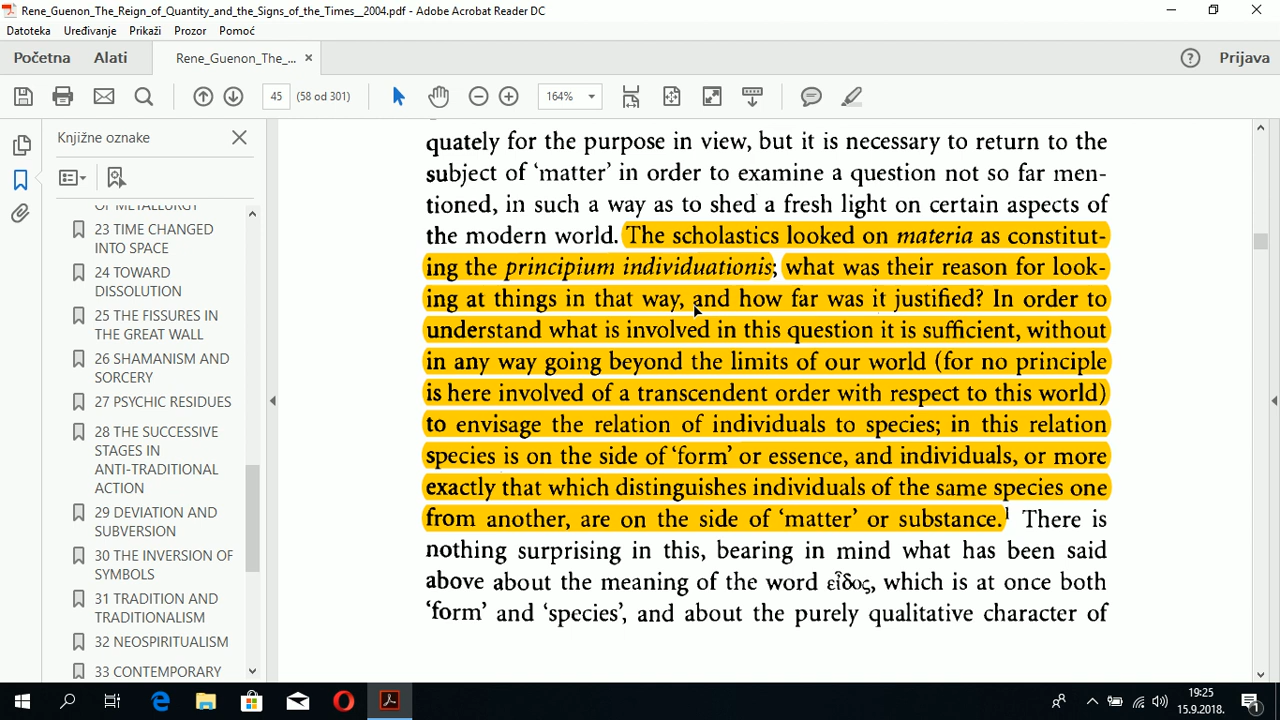 Rene_Guenon_The_Reign_of_Quantity_and_the_Signs_of_the_Times__2004.pdf - Adobe Acrobat Reader DC
Datoteka Uređivanje Prikaži Prozor Pomoć
Početna Alati Rene_Guenon_The_... × Prijava
45 (58 od 301) 164%
Knjižne oznake
OF METALLURGY
23 TIME CHANGED
INTO SPACE
24 TOWARD
DISSOLUTION
25 THE FISSURES IN
THE GREAT WALL
26 SHAMANISM AND
SORCERY
27 PSYCHIC RESIDUES
28 THE SUCCESSIVE
STAGES IN
ANTI-TRADITIONAL
ACTION
29 DEVIATION AND
SUBVERSION
30 THE INVERSION OF
SYMBOLS
31 TRADITION AND
TRADITIONALISM
32 NEOSPIRITUALISM
33 CONTEMPORARY
quately for the purpose in view, but it is necessary to return to the
subject of ‘matter’ in order to examine a question not so far men-
tioned, in such a way as to shed a fresh light on certain aspects of
the modern world. The scholastics looked on materia as constitut-
ing the principium individuationis; what was their reason for look-
ing at things in that way, and how far was it justified? In order to
understand what is involved in this question it is sufficient, without
in any way going beyond the limits of our world (for no principle
is here involved of a transcendent order with respect to this world)
to envisage the relation of individuals to species; in this relation
species is on the side of ‘form’ or essence, and individuals, or more
exactly that which distinguishes individuals of the same species one
from another, are on the side of ‘matter’ or substance.1 There is
nothing surprising in this, bearing in mind what has been said
above about the meaning of the word εἶδος, which is at once both
‘form’ and ‘species’, and about the purely qualitative character of
19:25
15.9.2018.
1